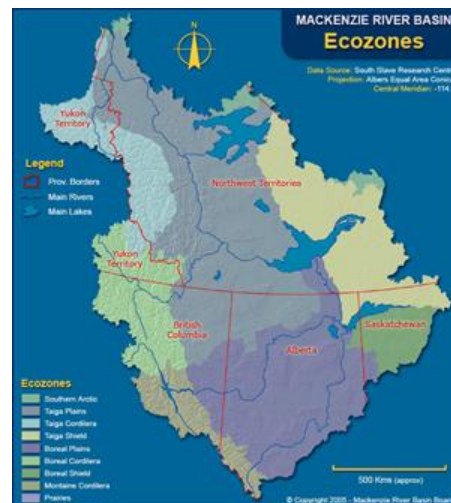 MACKENZIE RIVER BASIN
Ecozones
Data Source: South Slave Research Centre
Projection: Albers Equal Area Conic
Central Meridian: -114
N
Yukon
Territory
Legend
Prov. Borders
Main Rivers
Main Lakes
Northwest Territories
Yukon
Territory
British
Columbia
Alberta
Saskatchewan
Ecozones
Southern Arctic
Taiga Plains
Taiga Cordillera
Taiga Shield
Boreal Plains
Boreal Cordillera
Boreal Shield
Montaine Cordillera
Prairies
500 Kms (approx)
© Copyright 2005 - Mackenzie River Basin Board